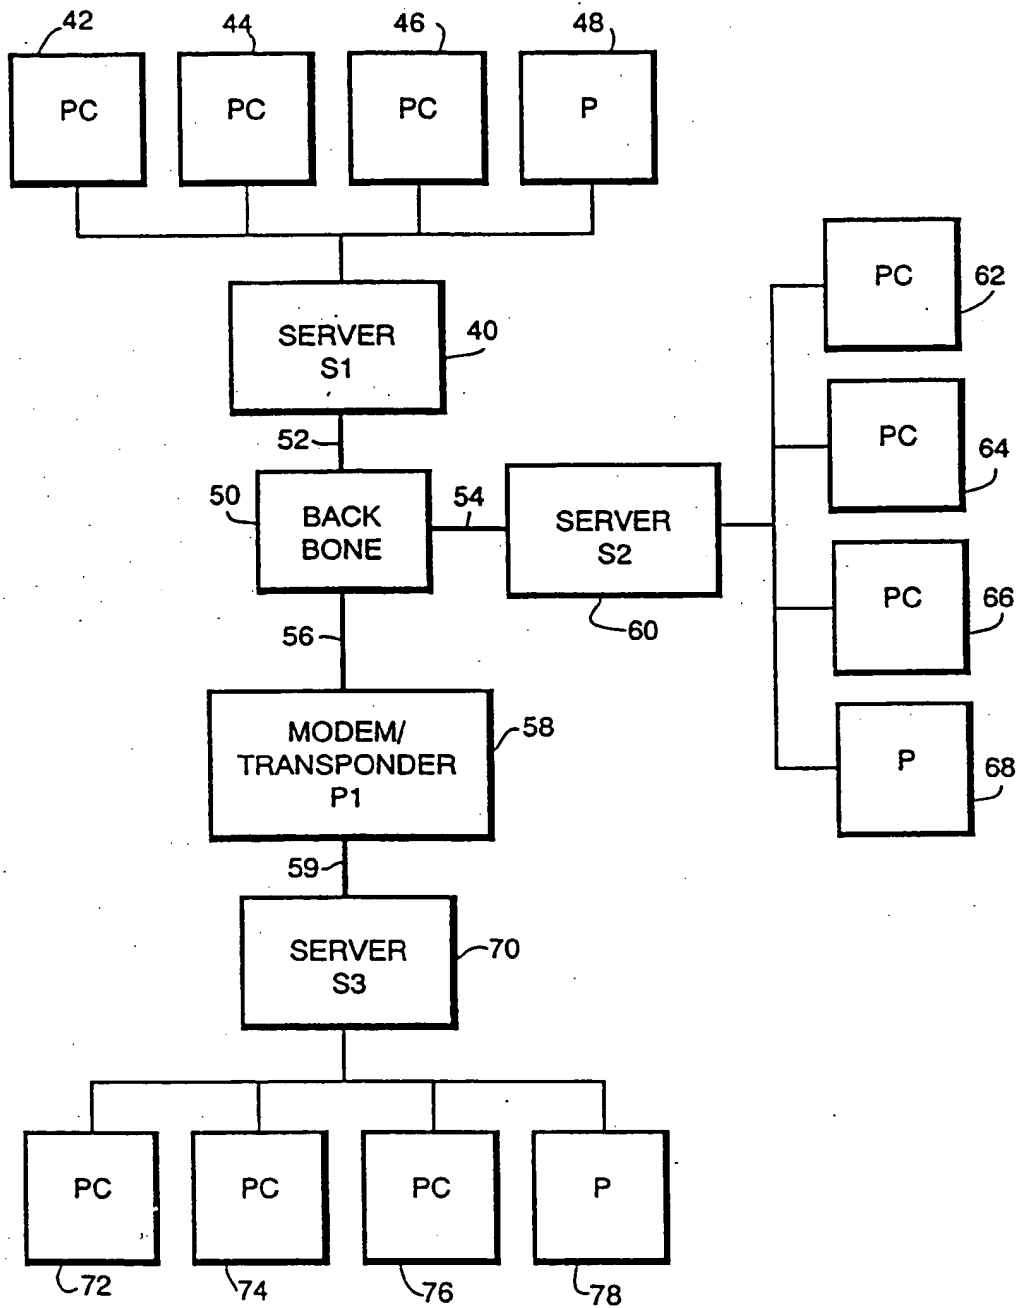 42
44
46
48
PC
PC
PC
P
SERVER
S1
40
52
50
BACK
BONE
54
SERVER
S2
60
PC
62
PC
64
PC
66
P
68
56
MODEM/
TRANSPONDER
P1
58
59
SERVER
S3
70
PC
PC
PC
P
72
74
76
78